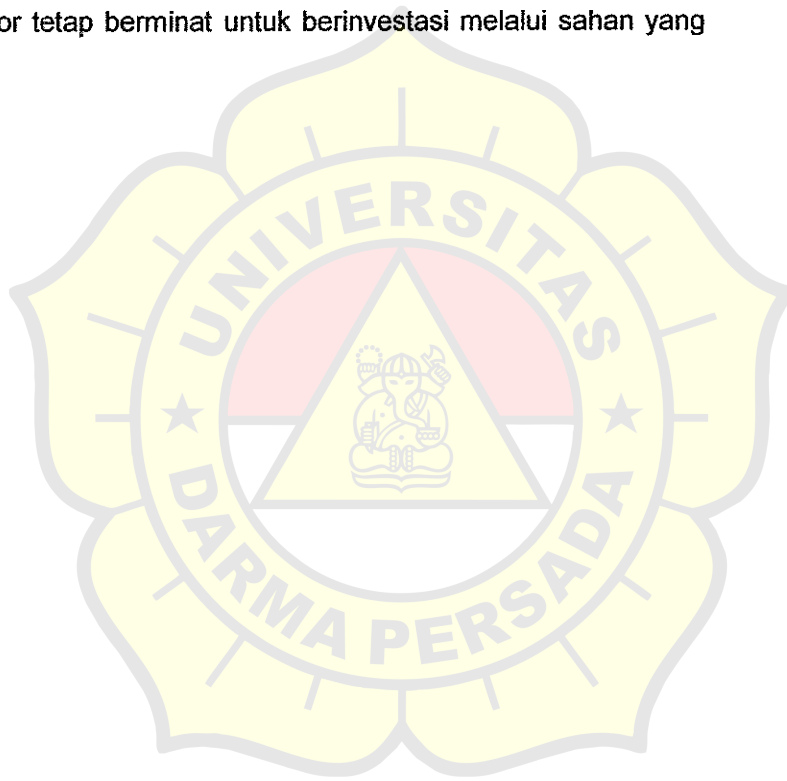 or tetap berminat untuk berinvestasi melalui sahan yang
UNIVERSITAS
DARMA PERSADA